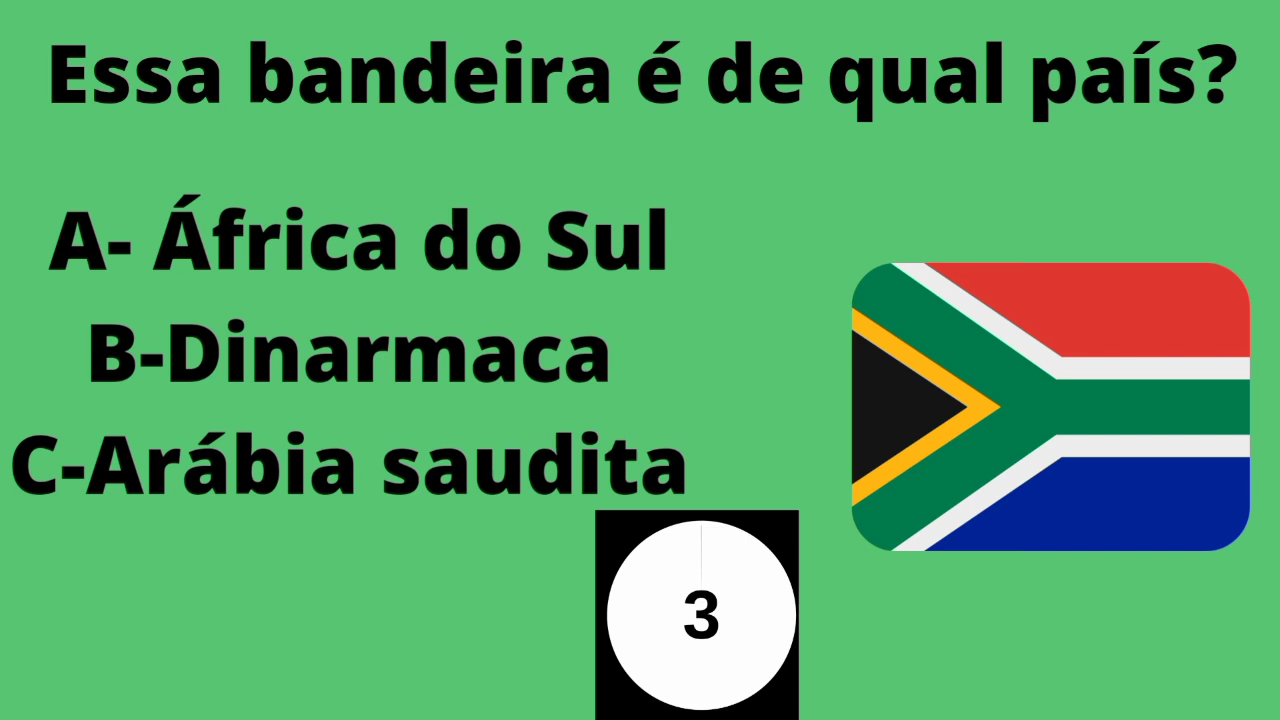 Essa bandeira é de qual país?
A- África do Sul
B-Dinarmaca
C-Arábia saudita
3